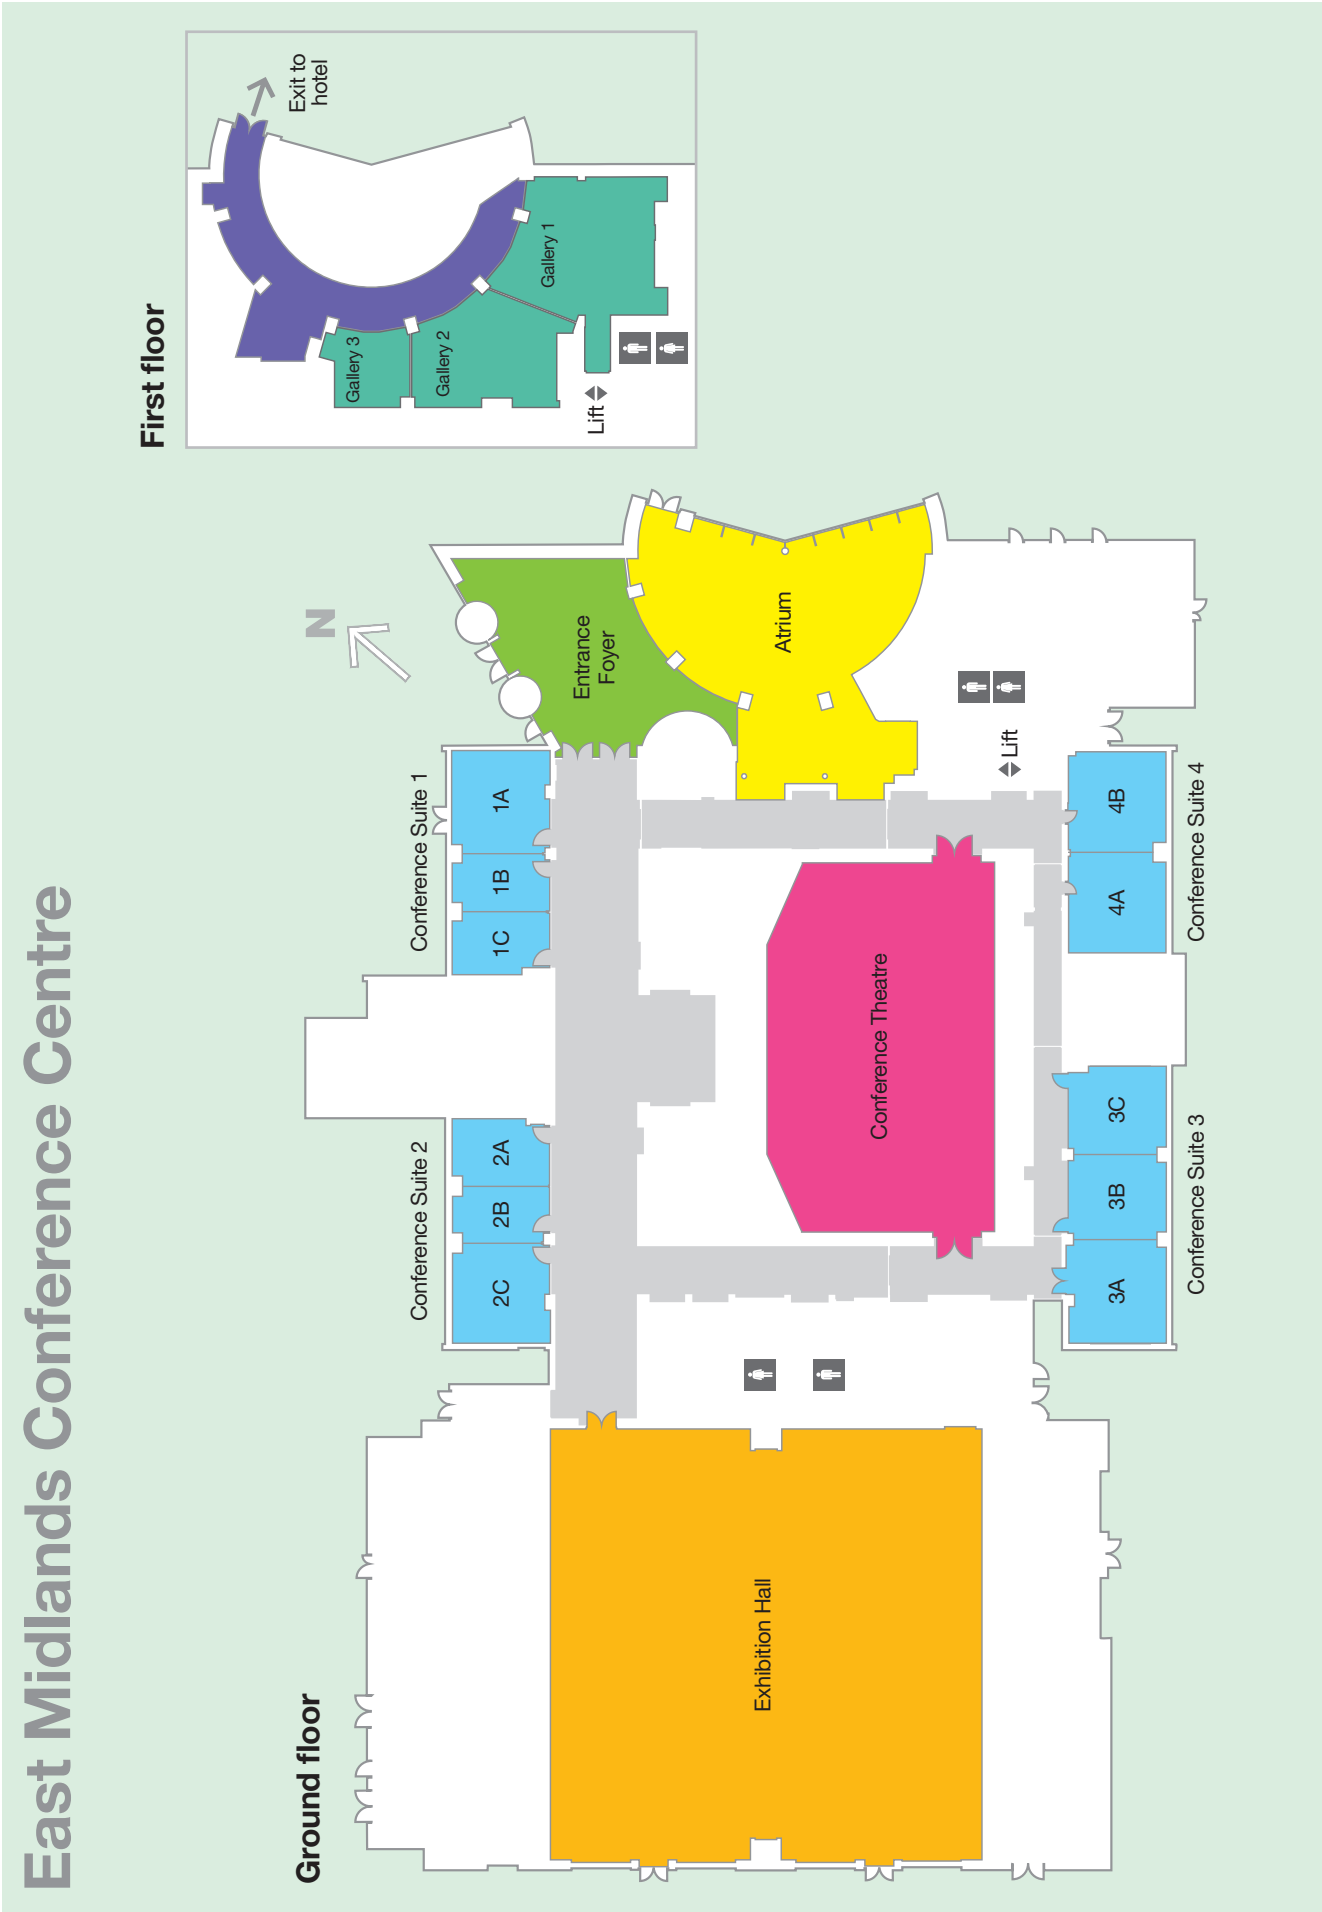 East Midlands Conference Centre
Ground floor
First floor
Exit to
hotel
Gallery 3
Gallery 2
Gallery 1
Lift
N
Conference Suite 2
Conference Suite 1
2C
2B
2A
1C
1B
1A
Entrance
Foyer
Exhibition Hall
Conference Theatre
Atrium
Lift
3A
3B
3C
4A
4B
Conference Suite 3
Conference Suite 4